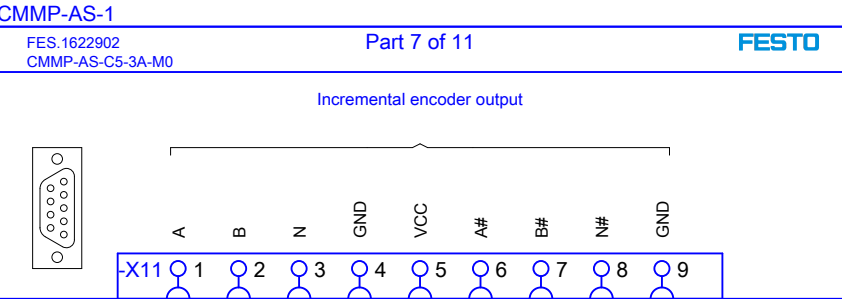 CMMP-AS-1
FES.1622902
CMMP-AS-C5-3A-M0
Part 7 of 11
FESTO
Incremental encoder output
A B N GND VCC A# B# N# GND
-X11 1 2 3 4 5 6 7 8 9